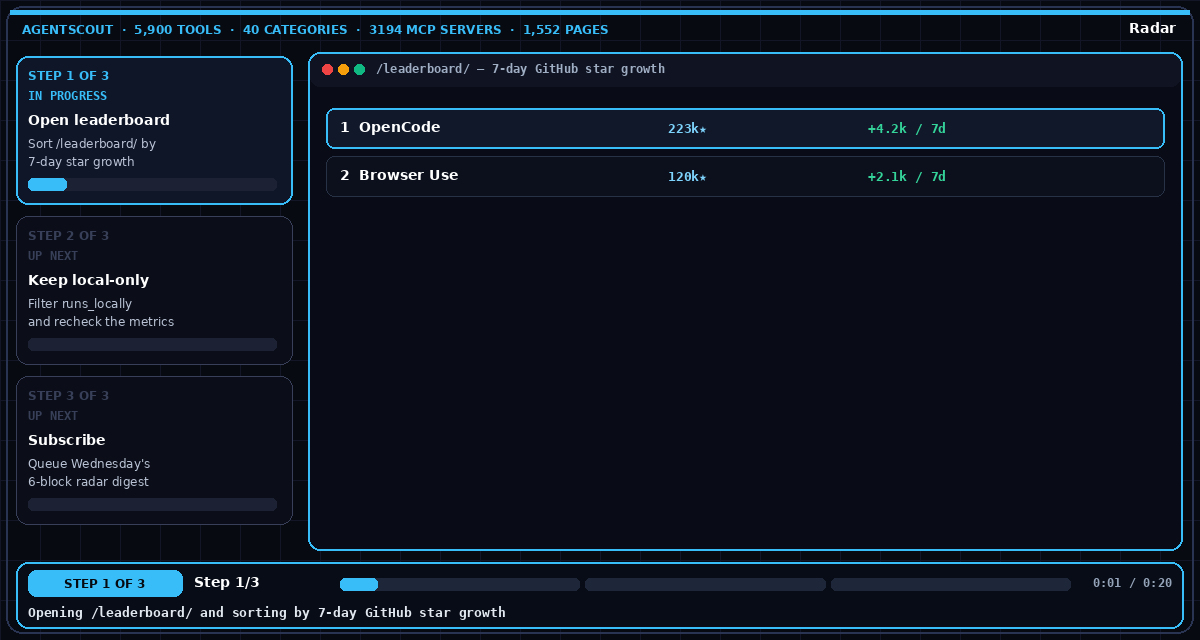 AGENTSCOUT · 5,900 TOOLS · 40 CATEGORIES · 3194 MCP SERVERS · 1,552 PAGES
Radar
STEP 1 OF 3
IN PROGRESS
Open leaderboard
Sort /leaderboard/ by
7-day star growth
STEP 2 OF 3
UP NEXT
Keep local-only
Filter runs_locally
and recheck the metrics
STEP 3 OF 3
UP NEXT
Subscribe
Queue Wednesday's
6-block radar digest
/leaderboard/ — 7-day GitHub star growth
1 OpenCode 223k★ +4.2k / 7d
2 Browser Use 120k★ +2.1k / 7d
STEP 1 OF 3 Step 1/3 0:01 / 0:20
Opening /leaderboard/ and sorting by 7-day GitHub star growth